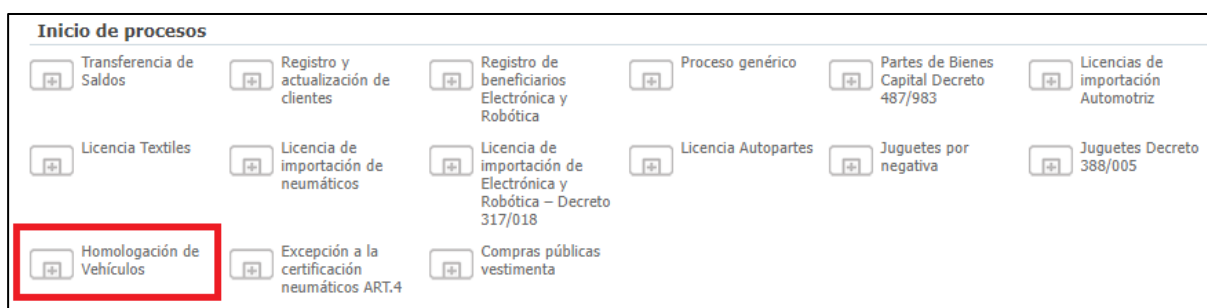 Inicio de procesos
Transferencia de
Saldos
Registro y
actualización de
clientes
Registro de
beneficiarios
Electrónica y
Robótica
Proceso genérico
Partes de Bienes
Capital Decreto
487/983
Licencias de
importación
Automotriz
Licencia Textiles
Licencia de
importación de
neumáticos
Licencia de
importación de
Electrónica y
Robótica – Decreto
317/018
Licencia Autopartes
Juguetes por
negativa
Juguetes Decreto
388/005
Homologación de
Vehículos
Excepción a la
certificación
neumáticos ART.4
Compras públicas
vestimenta